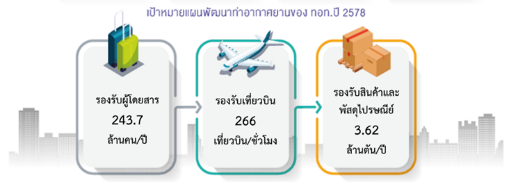 เป้าหมายแผนพัฒนาท่าอากาศยานของ ทอท.ปี 2578
รองรับผู้โดยสาร
243.7
ล้านคน/ปี
รองรับเที่ยวบิน
266
เที่ยวบิน/ชั่วโมง
รองรับสินค้าและ
พัสดุไปรษณีย์
3.62
ล้านตัน/ปี